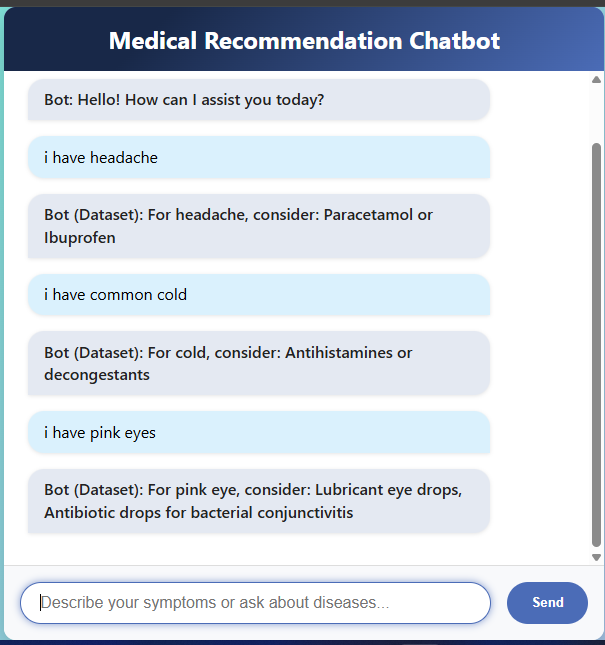 Medical Recommendation Chatbot
Bot: Hello! How can I assist you today?
i have headache
Bot (Dataset): For headache, consider: Paracetamol or
Ibuprofen
i have common cold
Bot (Dataset): For cold, consider: Antihistamines or
decongestants
i have pink eyes
Bot (Dataset): For pink eye, consider: Lubricant eye drops,
Antibiotic drops for bacterial conjunctivitis
Describe your symptoms or ask about diseases...
Send